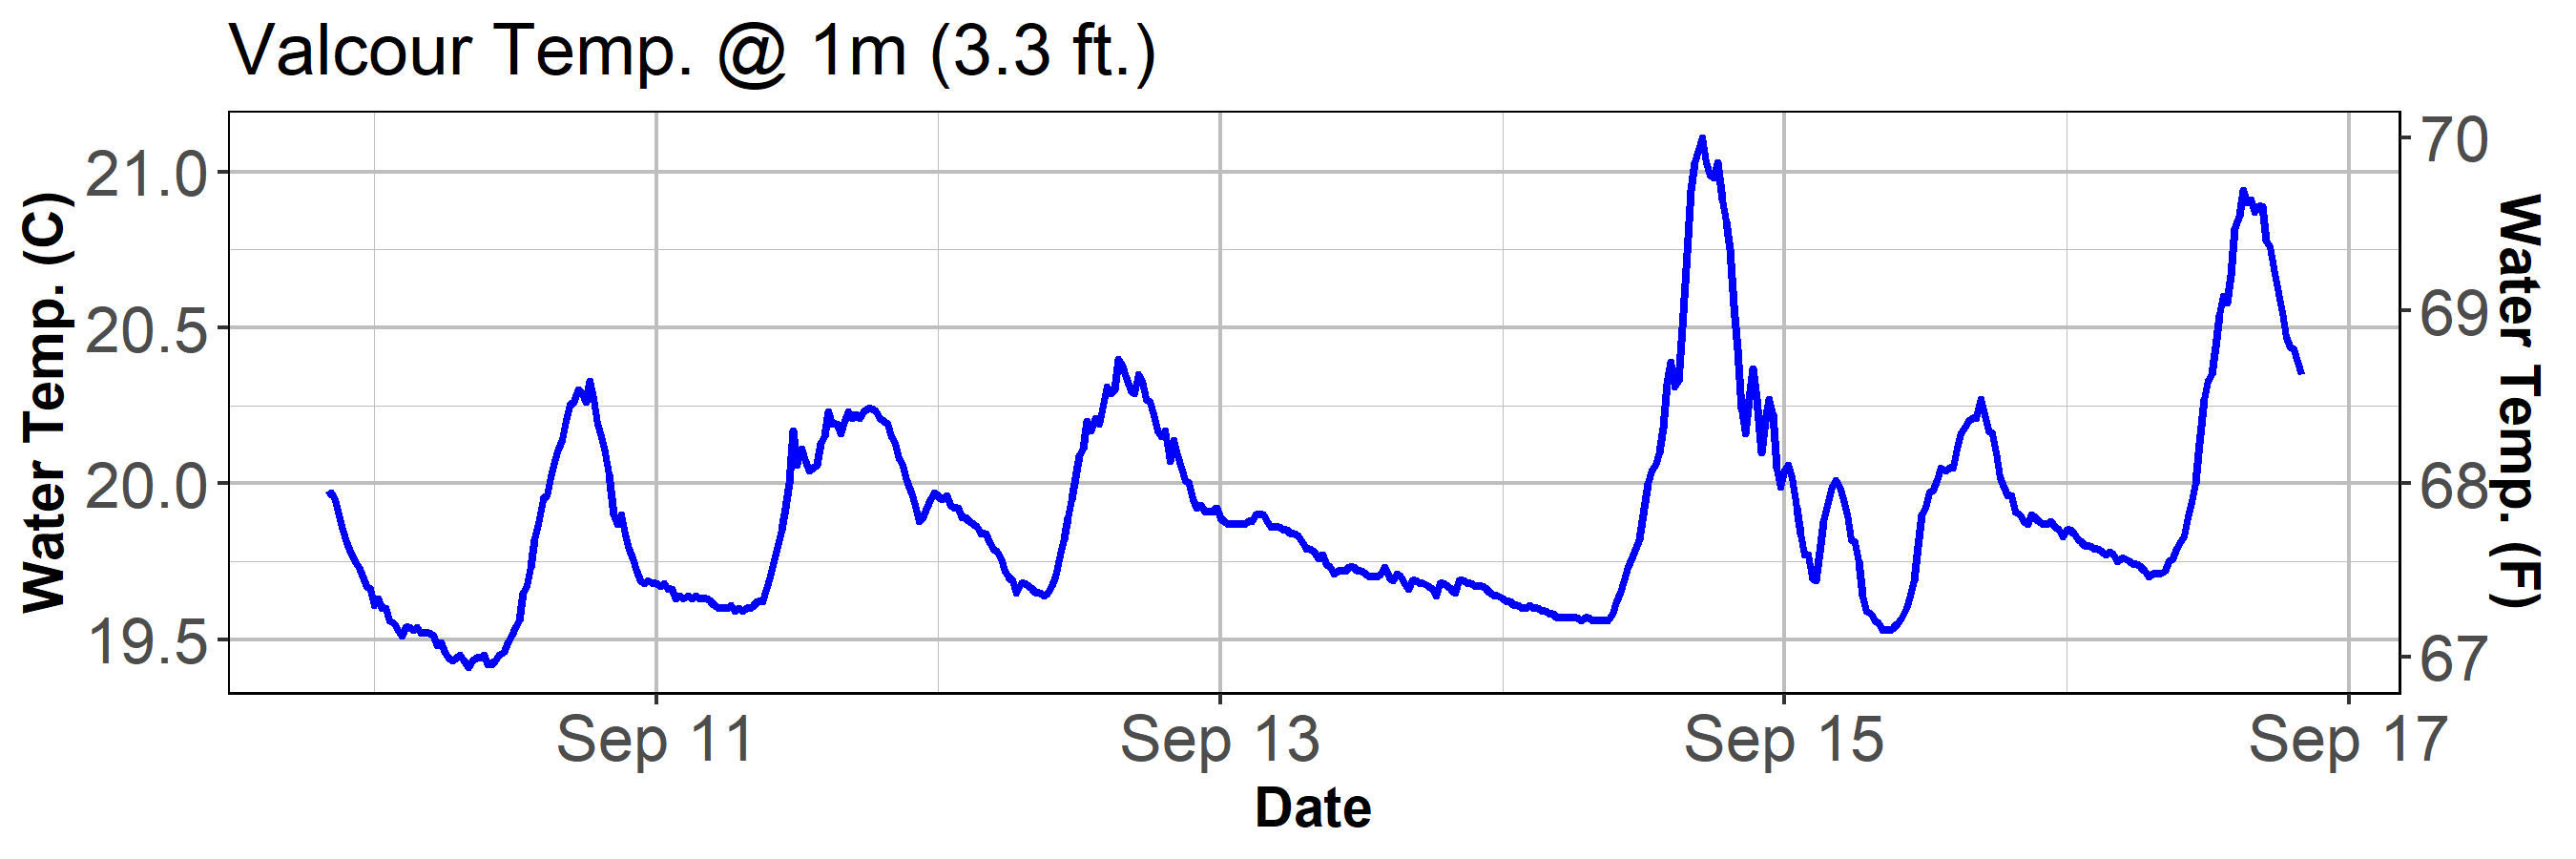 Valcour Temp. @ 1m (3.3 ft.)
Water Temp. (C)
21.0
20.5
20.0
19.5
70
69
68
67
Water Temp. (F)
Sep 11 Sep 13 Sep 15 Sep 17
Date